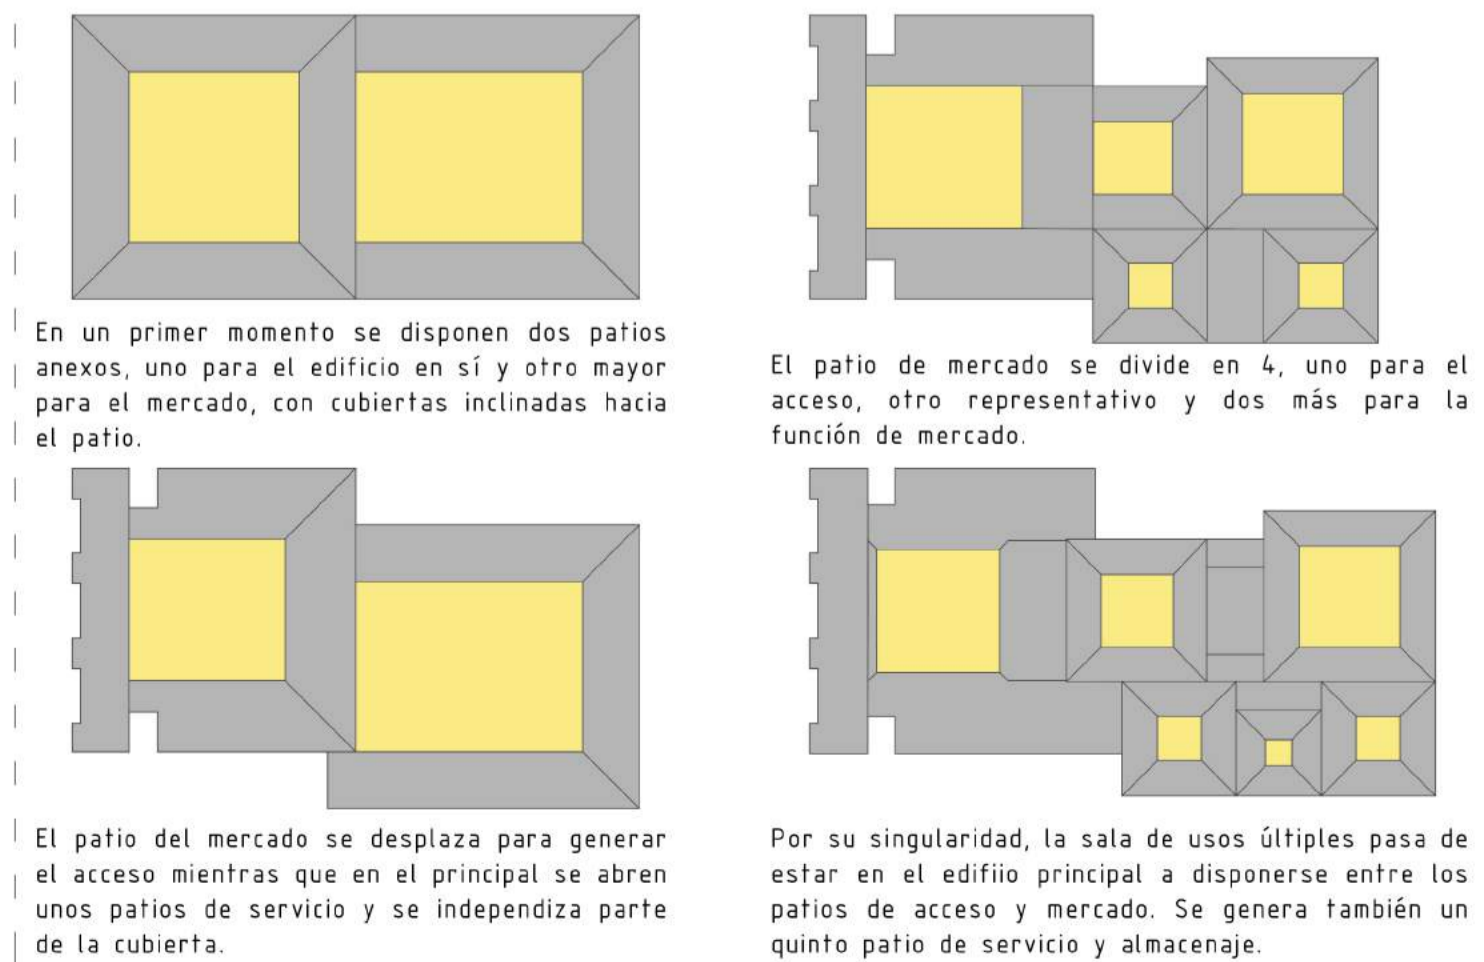 En un primer momento se disponen dos patios
anexos, uno para el edificio en sí y otro mayor
para el mercado, con cubiertas inclinadas hacia
el patio.
El patio de mercado se divide en 4, uno para el
acceso, otro representativo y dos más para la
función de mercado.
El patio del mercado se desplaza para generar
el acceso mientras que en el principal se abren
unos patios de servicio y se independiza parte
de la cubierta.
Por su singularidad, la sala de usos últiples pasa de
estar en el edifiio principal a disponerse entre los
patios de acceso y mercado. Se genera también un
quinto patio de servicio y almacenaje.